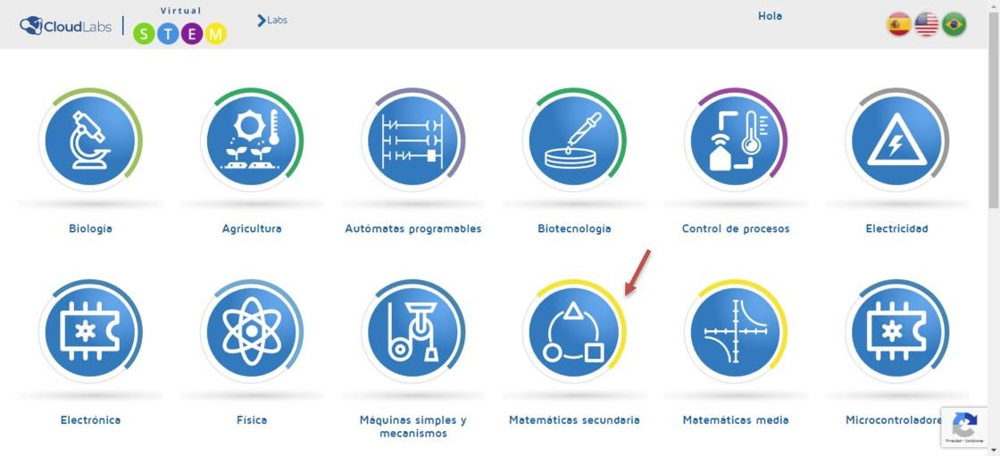 CloudLabs
Virtual
S T E M
Labs
Hola
Biología
Agricultura
Autómatas programables
Biotecnología
Control de procesos
Electricidad
Electrónica
Física
Máquinas simples y
mecanismos
Matemáticas secundaria
Matemáticas media
Microcontroladore
Privacidad - Condiciones